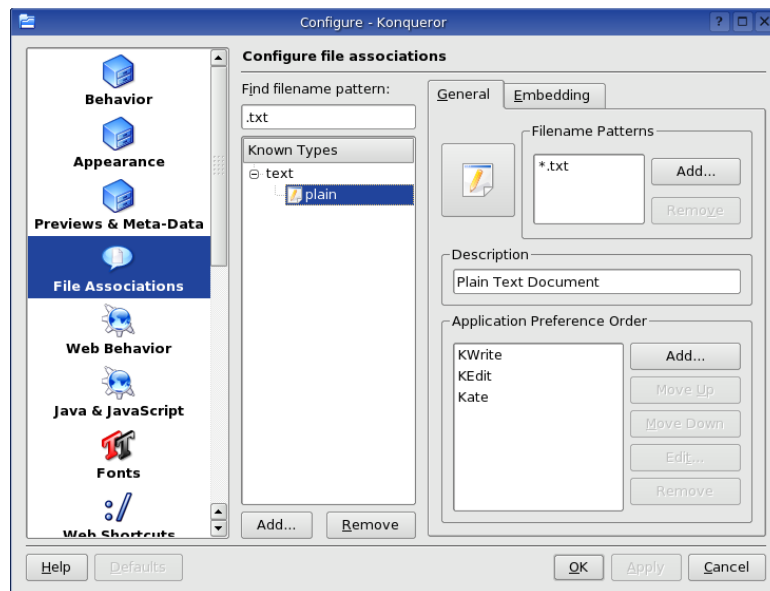 Configure - Konqueror
Behavior
Appearance
Previews & Meta-Data
File Associations
Web Behavior
Java & JavaScript
Fonts
Web Shortcuts
Configure file associations
Find filename pattern:
.txt
Known Types
text
plain
Add...
Remove
General
Embedding
Filename Patterns
*.txt
Add...
Remove
Description
Plain Text Document
Application Preference Order
KWrite
KEdit
Kate
Add...
Move Up
Move Down
Edit...
Remove
Help
Defaults
OK
Apply
Cancel